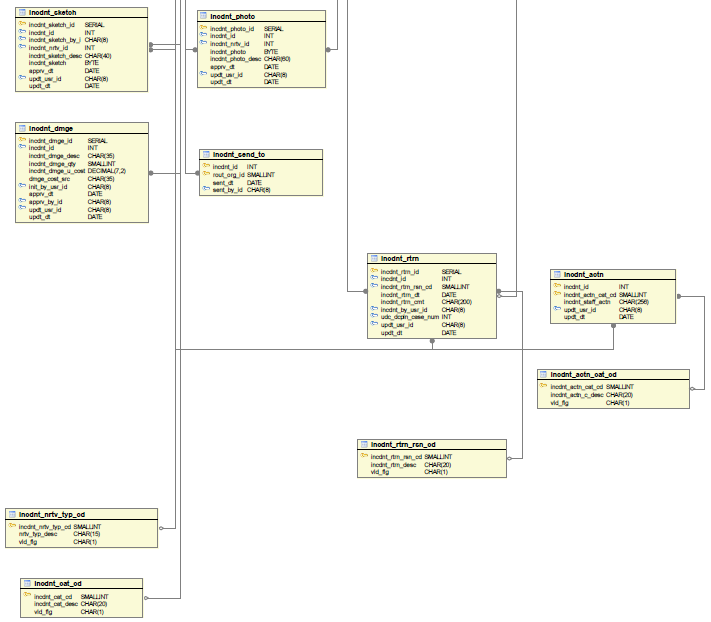 incdnt_sketch
incdnt_sketch_id SERIAL
incdnt_id INT
incdnt_sketch_by_i CHAR(8)
incdnt_nrtv_id INT
incdnt_sketch_desc CHAR(40)
incdnt_sketch BYTE
apprv_dt DATE
updt_usr_id CHAR(8)
updt_dt DATE
incdnt_photo
incdnt_photo_id SERIAL
incdnt_id INT
incdnt_nrtv_id INT
incdnt_photo BYTE
incdnt_photo_desc CHAR(60)
apprv_dt DATE
updt_usr_id CHAR(8)
updt_dt DATE
incdnt_dmge
incdnt_dmge_id SERIAL
incdnt_id INT
incdnt_dmge_desc CHAR(35)
incdnt_dmge_qty SMALLINT
incdnt_dmge_u_cost DECIMAL(7,2)
dmge_cost_src CHAR(35)
init_by_usr_id CHAR(8)
apprv_dt DATE
apprv_by_id CHAR(8)
updt_usr_id CHAR(8)
updt_dt DATE
incdnt_send_to
incdnt_id INT
rout_org_id SMALLINT
sent_dt DATE
sent_by_id CHAR(8)
incdnt_rtrn
incdnt_rtrn_id SERIAL
incdnt_id INT
incdnt_rtrn_rsn_cd SMALLINT
incdnt_rtrn_dt DATE
incdnt_rtrn_cmt CHAR(200)
incdnt_by_usr_id CHAR(8)
udc_dcpln_case_num INT
updt_usr_id CHAR(8)
updt_dt DATE
incdnt_actn
incdnt_id INT
incdnt_actn_cat_cd SMALLINT
incdnt_staff_actn CHAR(256)
updt_usr_id CHAR(8)
updt_dt DATE
incdnt_actn_cat_cd
incdnt_actn_cat_cd SMALLINT
incdnt_actn_c_desc CHAR(20)
vld_flg CHAR(1)
incdnt_rtrn_rsn_cd
incdnt_rtrn_rsn_cd SMALLINT
incdnt_rtrn_desc CHAR(20)
vld_flg CHAR(1)
incdnt_nrtv_typ_cd
incdnt_nrtv_typ_cd SMALLINT
nrtv_typ_desc CHAR(15)
vld_flg CHAR(1)
incdnt_cat_cd
incdnt_cat_cd SMALLINT
incdnt_cat_desc CHAR(20)
vld_flg CHAR(1)